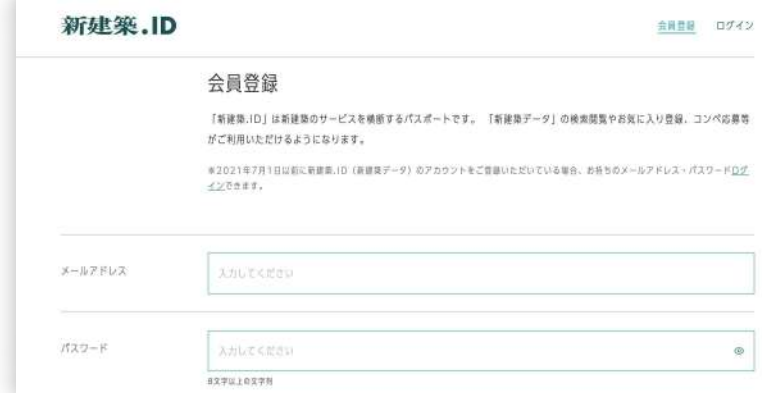 新建築.ID
会員登録 ログイン
会員登録
「新建築.ID」は新建築のサービスを横断するパスポートです。 「新建築データ」の検索閲覧やお気に入り登録、コンペ応募等
がご利用いただけるようになります。
※2021年7月1日以前に新建築.ID（新建築データ）のアカウントをご登録いただいている場合、お持ちのメールアドレス・パスワードログ
インできます。
メールアドレス
入力してください
パスワード
入力してください
8文字以上の文字列